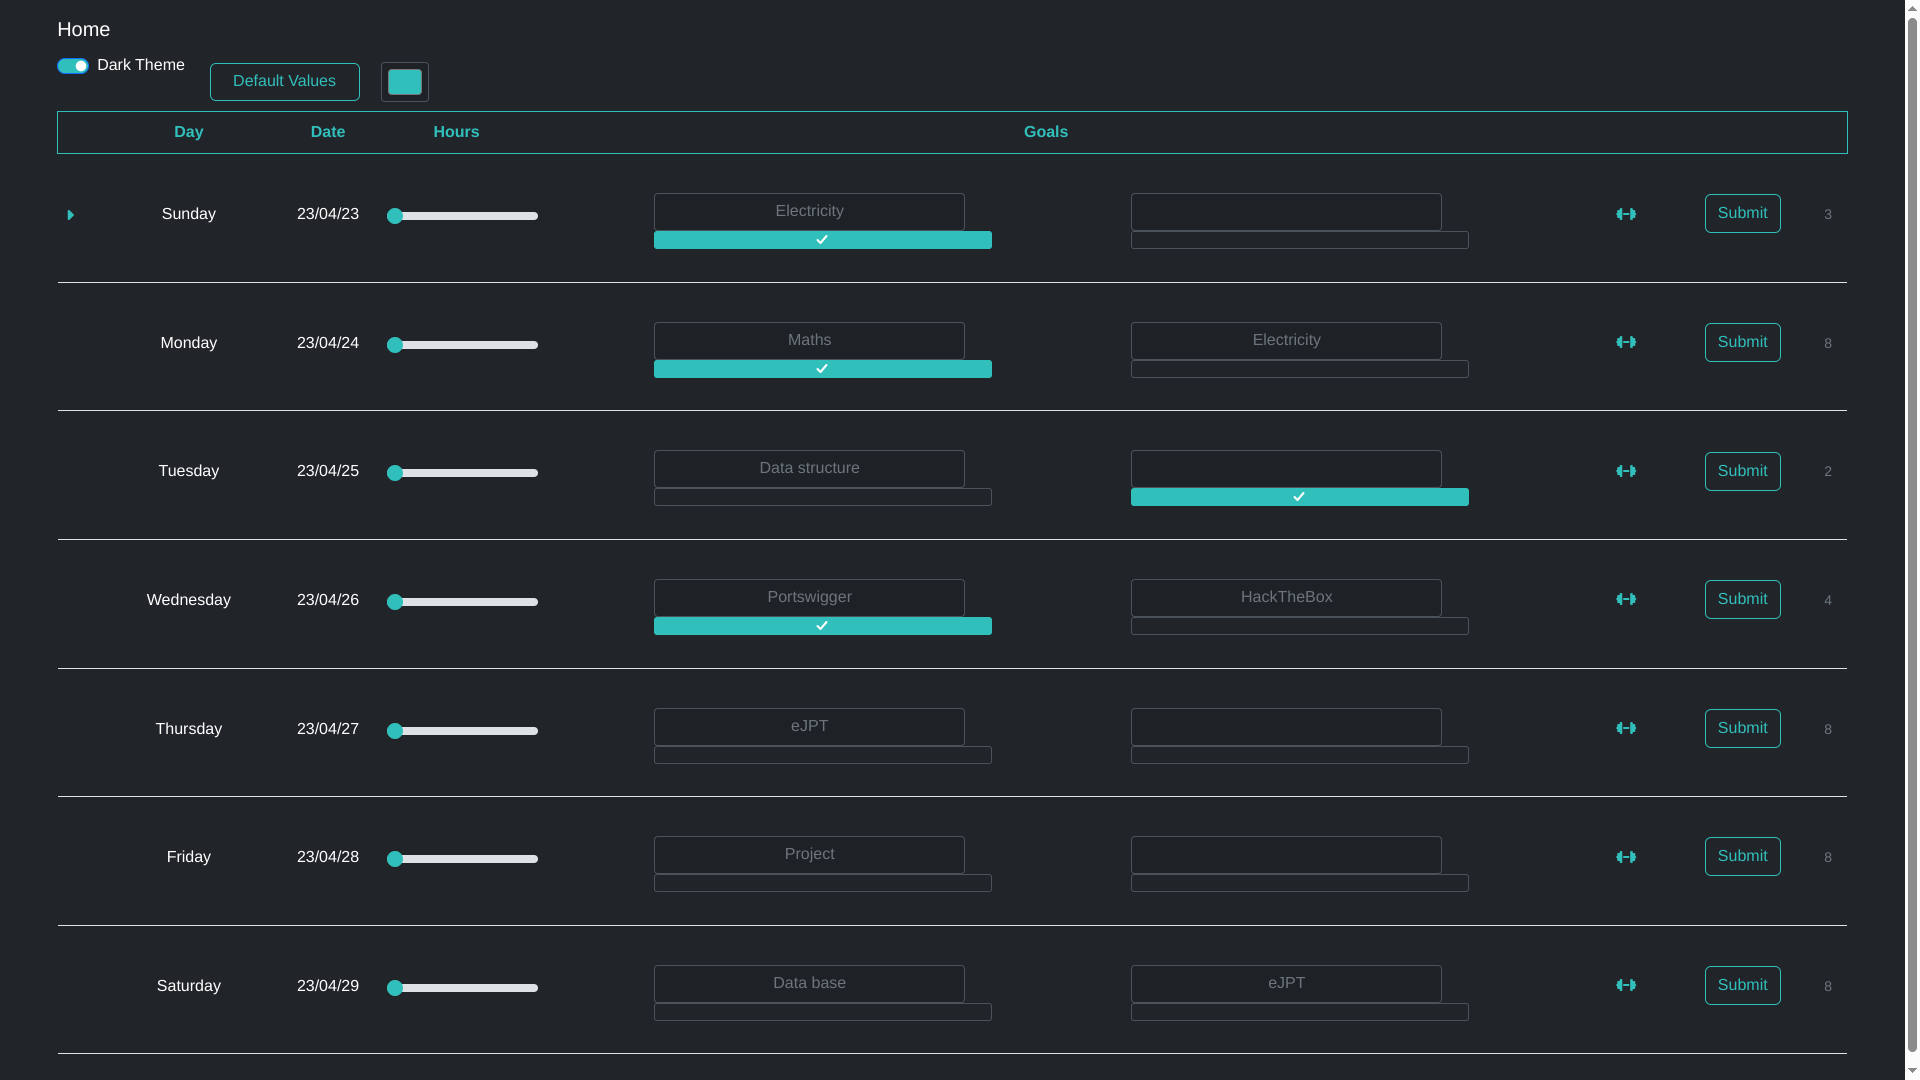 Home
Dark Theme
Default Values
Day Date Hours Goals
Sunday 23/04/23 Electricity Submit 3
Monday 23/04/24 Maths Electricity Submit 8
Tuesday 23/04/25 Data structure Submit 2
Wednesday 23/04/26 Portswigger HackTheBox Submit 4
Thursday 23/04/27 eJPT Submit 8
Friday 23/04/28 Project Submit 8
Saturday 23/04/29 Data base eJPT Submit 8